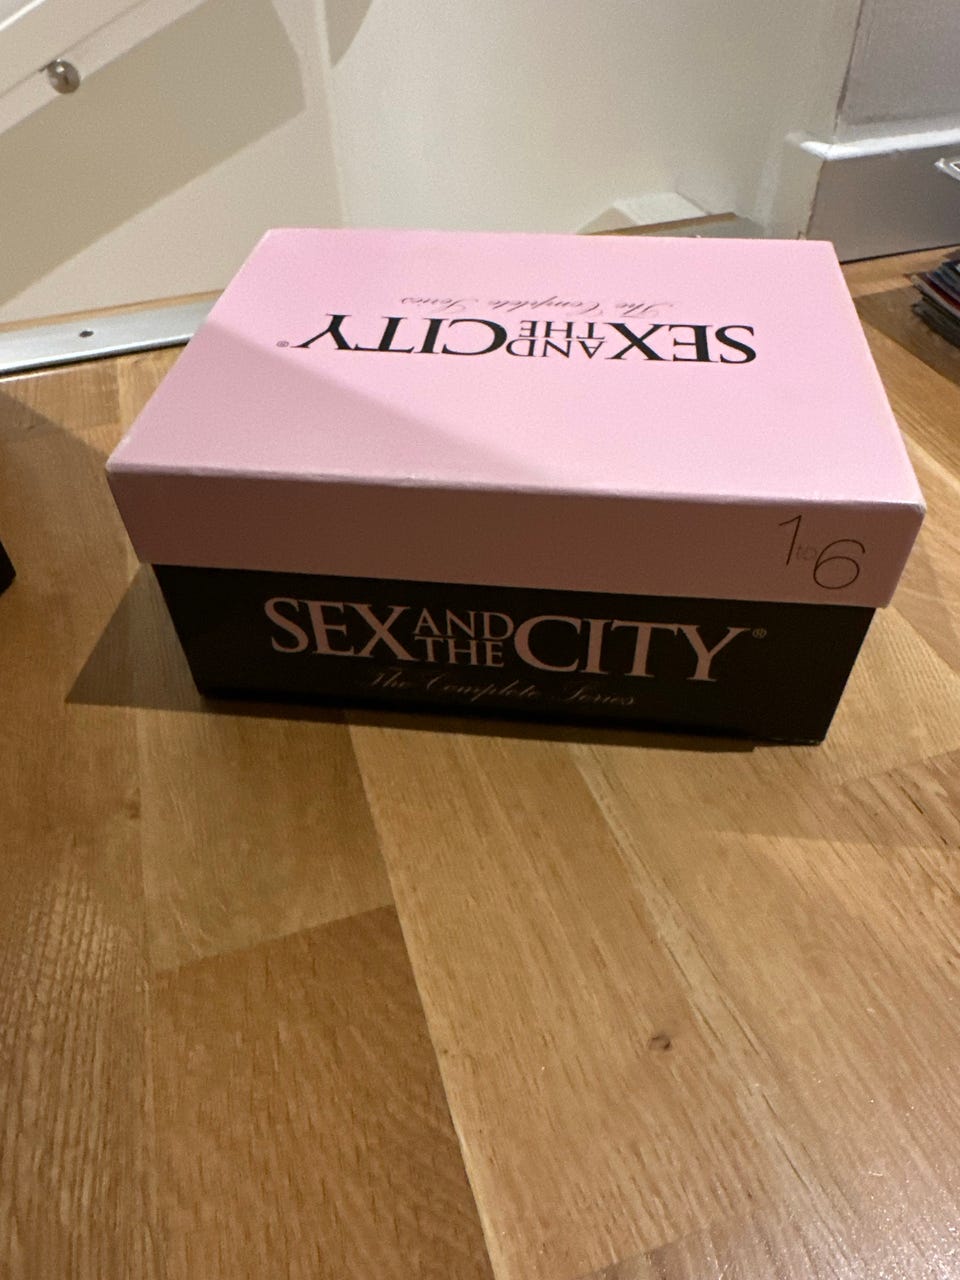 The Complete Series
SEX AND THE CITY®
1 to 6
SEX AND THE CITY®
The Complete Series